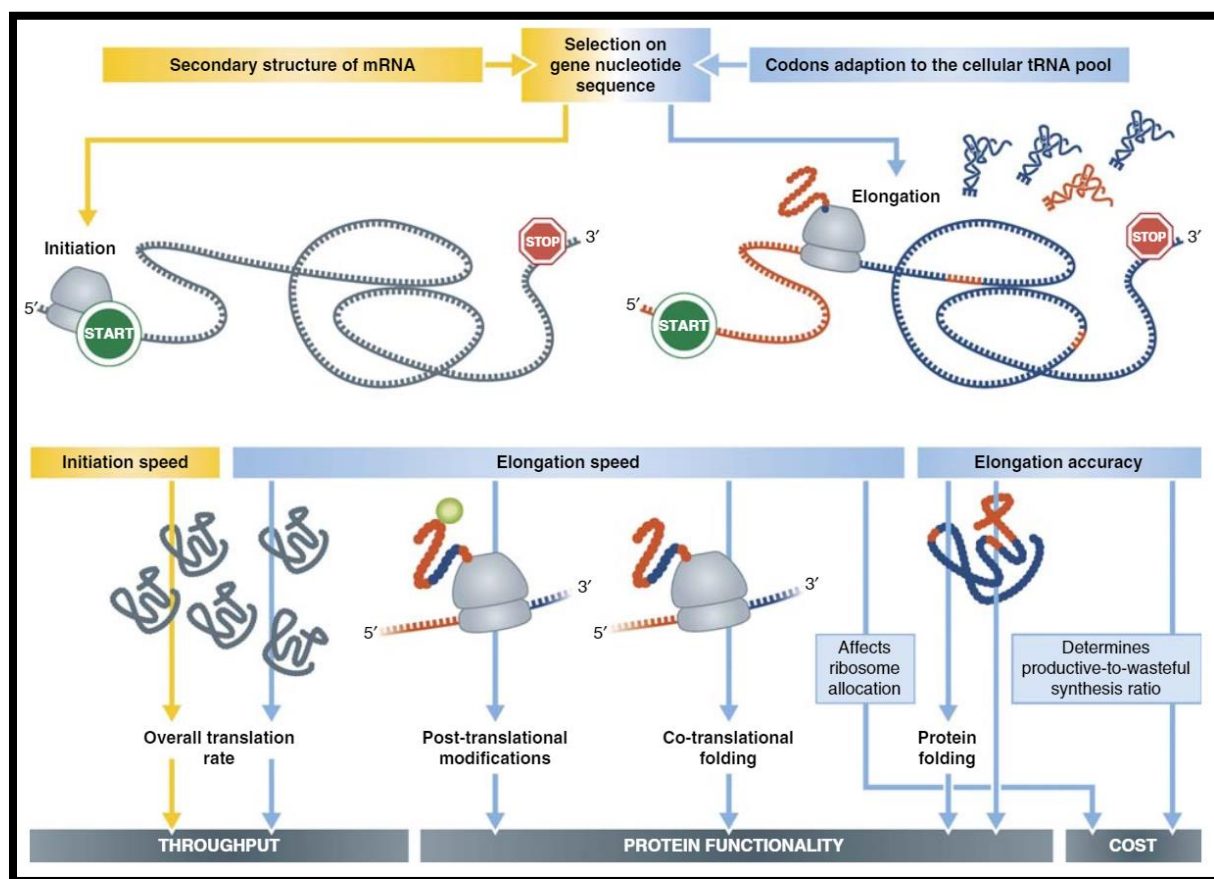 Secondary structure of mRNA
Selection on
gene nucleotide
sequence
Codons adaption to the cellular tRNA pool
Initiation
5′
START
STOP
3′
Elongation
5′
START
STOP
3′
Initiation speed
Elongation speed
Elongation accuracy
5′
3′
5′
3′
Affects
ribosome
allocation
Determines
productive-to-wasteful
synthesis ratio
Overall translation
rate
Post-translational
modifications
Co-translational
folding
Protein
folding
THROUGHPUT
PROTEIN FUNCTIONALITY
COST